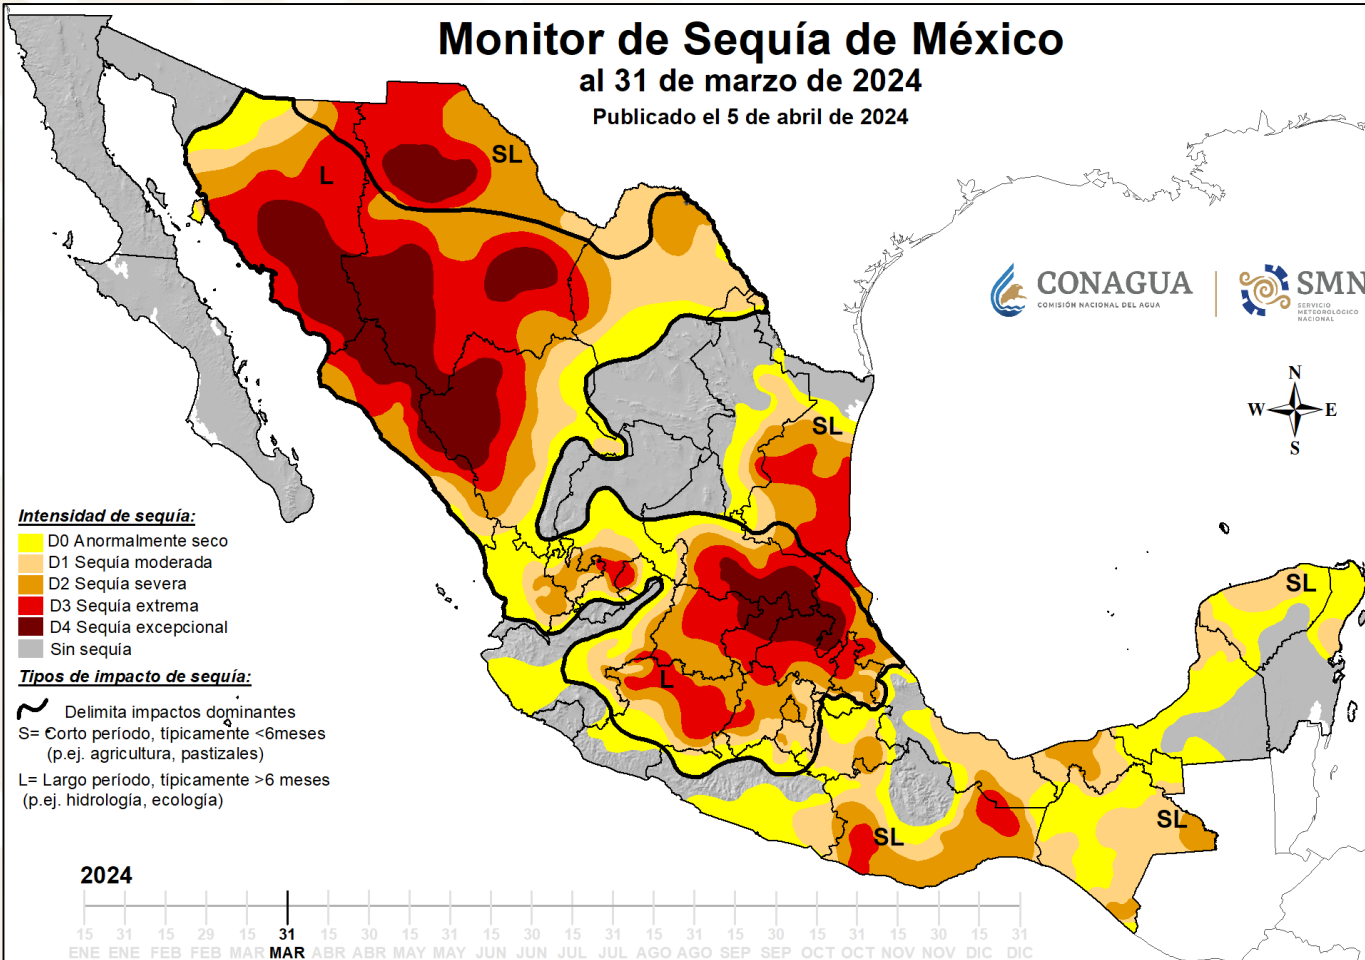 Monitor de Sequía de México
al 31 de marzo de 2024
Publicado el 5 de abril de 2024
SL
L
CONAGUA
COMISIÓN NACIONAL DEL AGUA
SMN
SERVICIO
METEOROLÓGICO
NACIONAL
N
W E
S
SL
Intensidad de sequía:
D0 Anormalmente seco
D1 Sequía moderada
D2 Sequía severa
D3 Sequía extrema
D4 Sequía excepcional
Sin sequía
SL
Tipos de impacto de sequía:
L
Delimita impactos dominantes
S= Corto período, típicamente <6meses
(p.ej. agricultura, pastizales)
L= Largo período, típicamente >6 meses
(p.ej. hidrología, ecología)
SL
SL
2024
15 31 15 29 15 31 15 30 15 31 15 30 15 31 15 31 15 30 15 31 15 30 15 31
ENE ENE FEB FEB MAR MAR ABR ABR MAY MAY JUN JUN JUL JUL AGO AGO SEP SEP OCT OCT NOV NOV DIC DIC